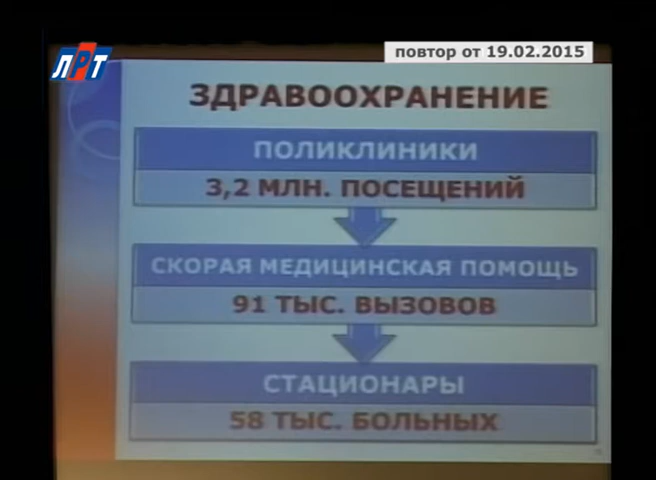 ЛРТ
повтор от 19.02.2015
ЗДРАВООХРАНЕНИЕ
ПОЛИКЛИНИКИ
3,2 МЛН. ПОСЕЩЕНИЙ
СКОРАЯ МЕДИЦИНСКАЯ ПОМОЩЬ
91 ТЫС. ВЫЗОВОВ
СТАЦИОНАРЫ
58 ТЫС. БОЛЬНЫХ